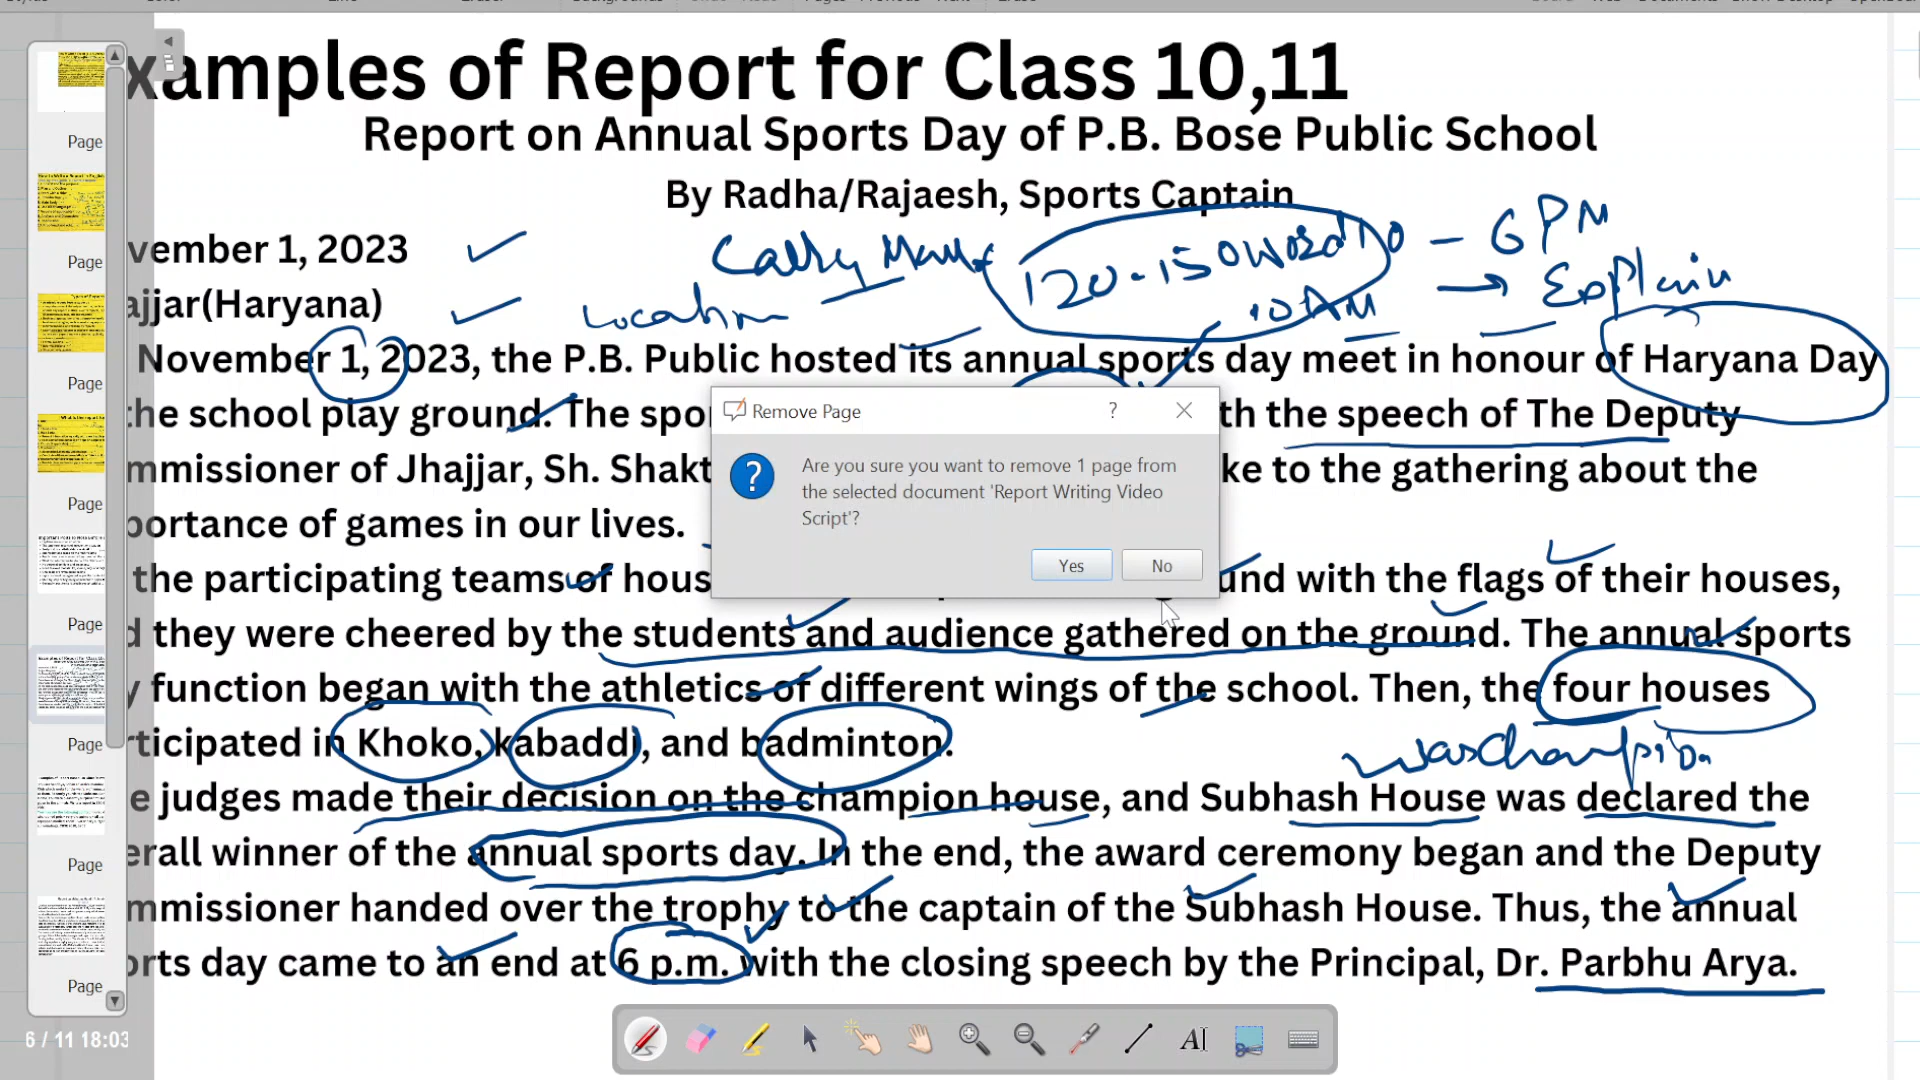 xamples of Report for Class 10,11
Report on Annual Sports Day of P.B. Bose Public School
By Radha/Rajaesh, Sports Captain
vember 1, 2023
ajjar(Haryana)
120-150 word
10 - 6 PM
10 AM
Explain
Location
November 1, 2023, the P.B. Public hosted its annual sports day meet in honour of Haryana Day
the school play ground. The spor th the speech of The Deputy
mmissioner of Jhajjar, Sh. Shakt ke to the gathering about the
portance of games in our lives.
the participating teams of hous und with the flags of their houses,
d they were cheered by the students and audience gathered on the ground. The annual sports
y function began with the athletics of different wings of the school. Then, the four houses
rticipated in Khoko, kabaddi, and badminton.
was champion
e judges made their decision on the champion house, and Subhash House was declared the
erall winner of the annual sports day. In the end, the award ceremony began and the Deputy
mmissioner handed over the trophy to the captain of the Subhash House. Thus, the annual
orts day came to an end at 6 p.m. with the closing speech by the Principal, Dr. Parbhu Arya.
Remove Page
?
Are you sure you want to remove 1 page from
the selected document 'Report Writing Video
Script'?
Yes No
Page
Page
Page
Page
Page
Page
Page
Page
6 / 11 18:03